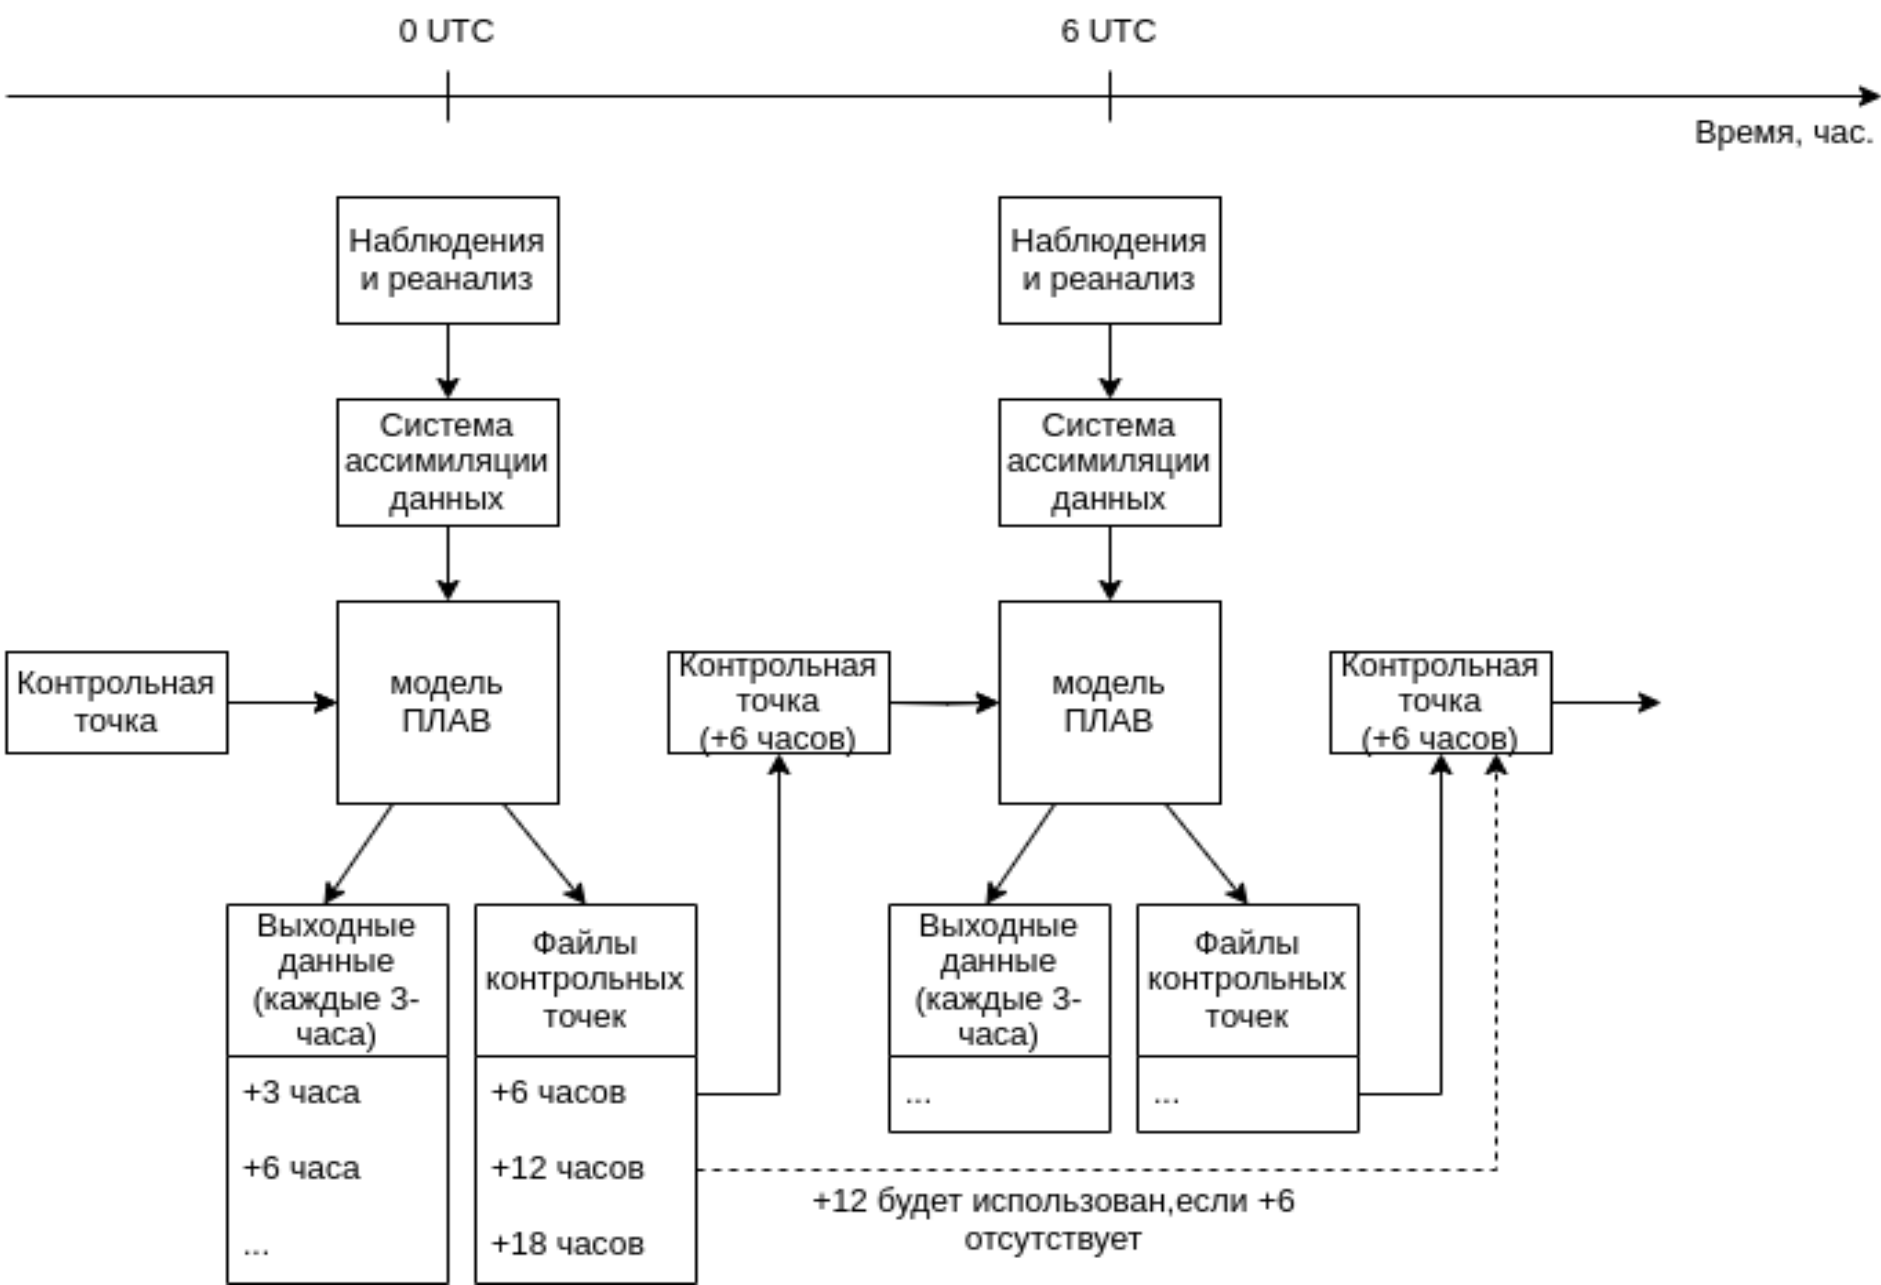 0 UTC
6 UTC
Время, час.
Наблюдения
и реанализ
Наблюдения
и реанализ
Система
ассимиляции
данных
Система
ассимиляции
данных
Контрольная
точка
модель
ПЛАВ
Контрольная
точка
(+6 часов)
модель
ПЛАВ
Контрольная
точка
(+6 часов)
Выходные
данные
(каждые 3-
часа)
+3 часа
+6 часа
...
Файлы
контрольных
точек
+6 часов
+12 часов
+18 часов
Выходные
данные
(каждые 3-
часа)
...
Файлы
контрольных
точек
...
+12 будет использован,если +6
отсутствует